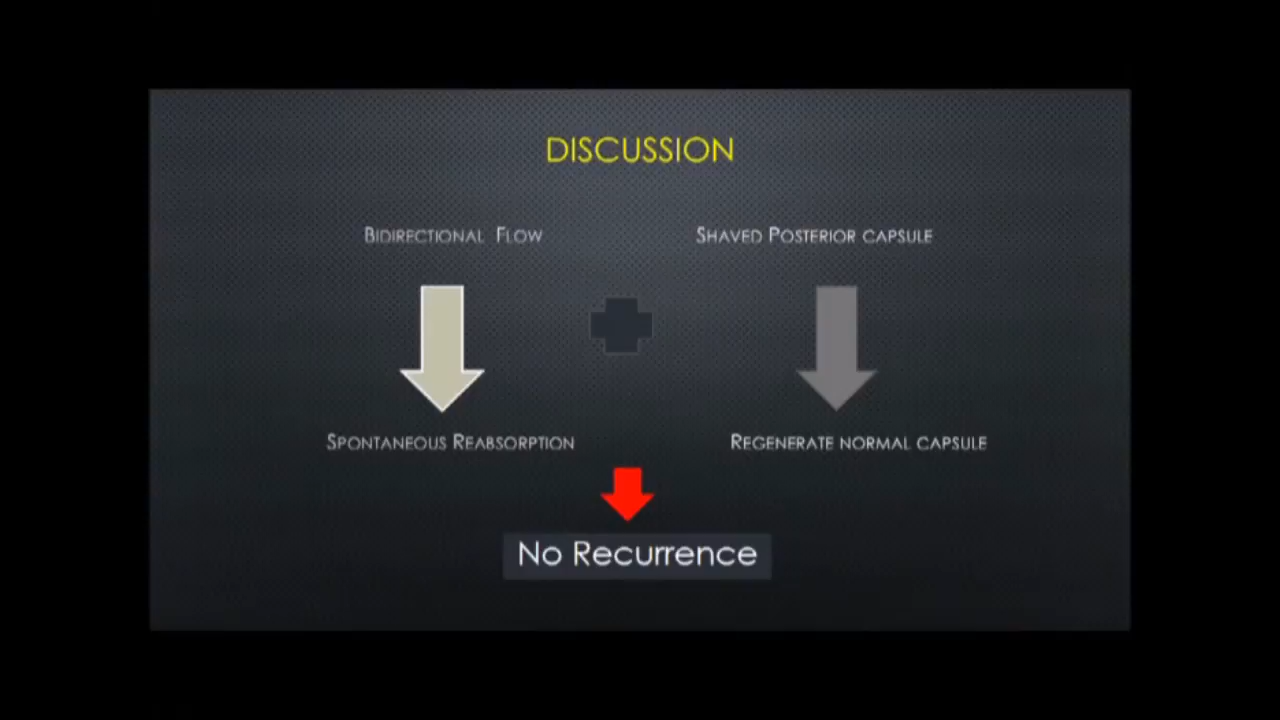 DISCUSSION
BIDIRECTIONAL FLOW
SHAVED POSTERIOR CAPSULE
SPONTANEOUS REABSORPTION
REGENERATE NORMAL CAPSULE
No Recurrence